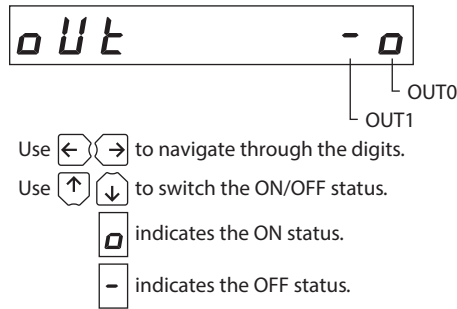 oUt - o
OUT0
OUT1
Use ← → to navigate through the digits.
Use ↑ ↓ to switch the ON/OFF status.
o indicates the ON status.
- indicates the OFF status.